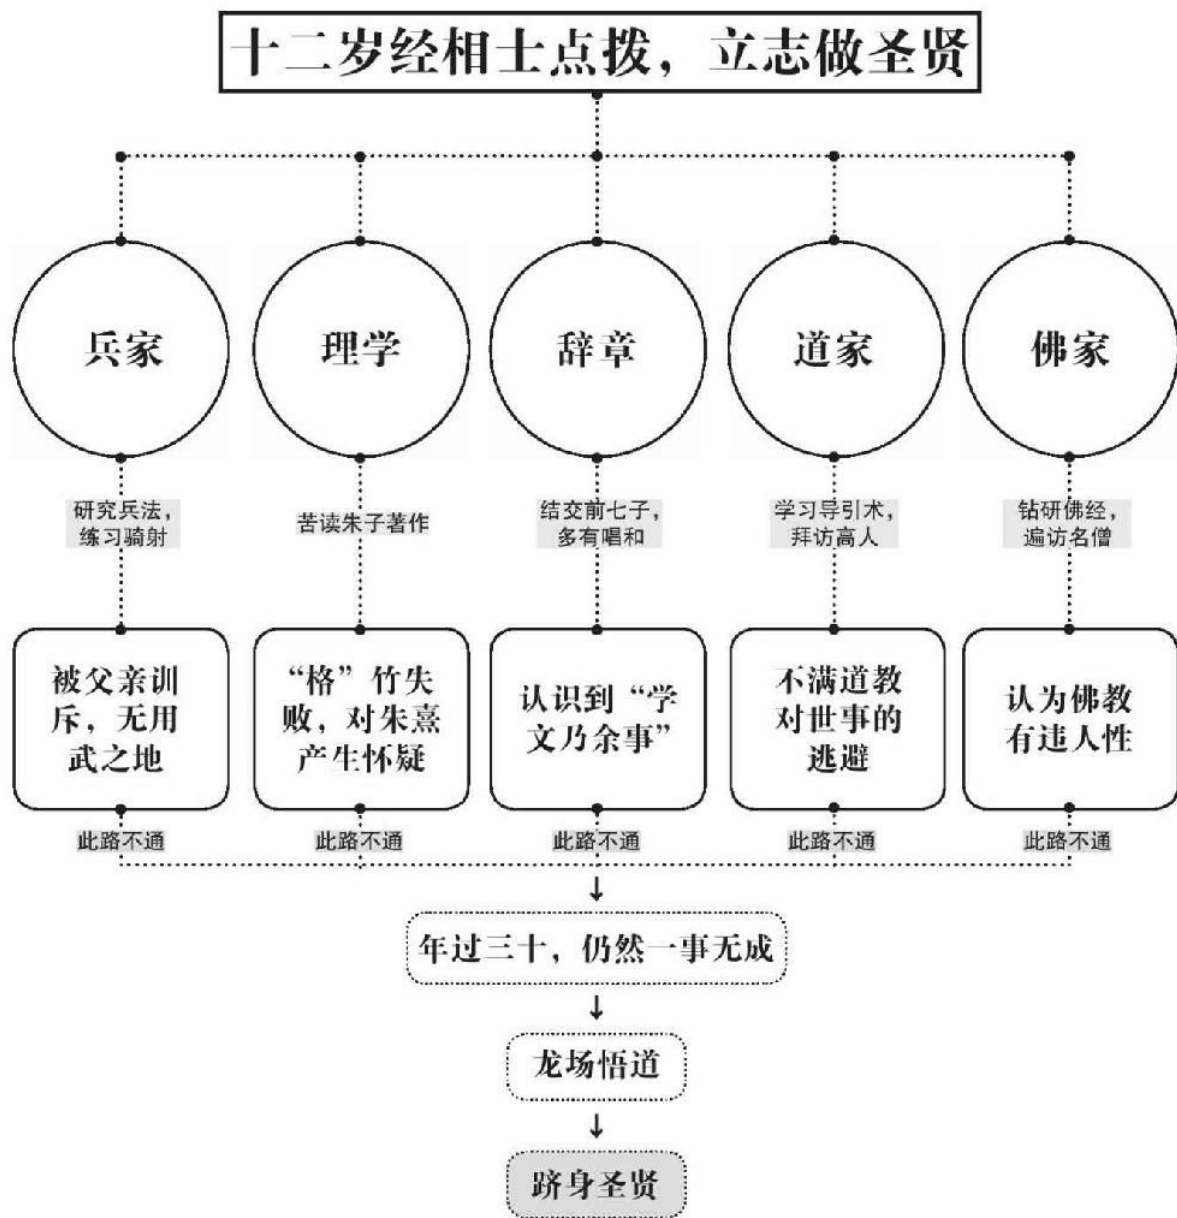 十二岁经相士点拨，立志做圣贤
兵家
理学
辞章
道家
佛家
研究兵法，
练习骑射
苦读朱子著作
结交前七子，
多有唱和
学习导引术，
拜访高人
钻研佛经，
遍访名僧
被父亲训
斥，无用
武之地
“格”竹失
败，对朱熹
产生怀疑
认识到“学
文乃余事”
不满道教
对世事的
逃避
认为佛教
有违人性
此路不通
此路不通
此路不通
此路不通
此路不通
年过三十，仍然一事无成
龙场悟道
跻身圣贤